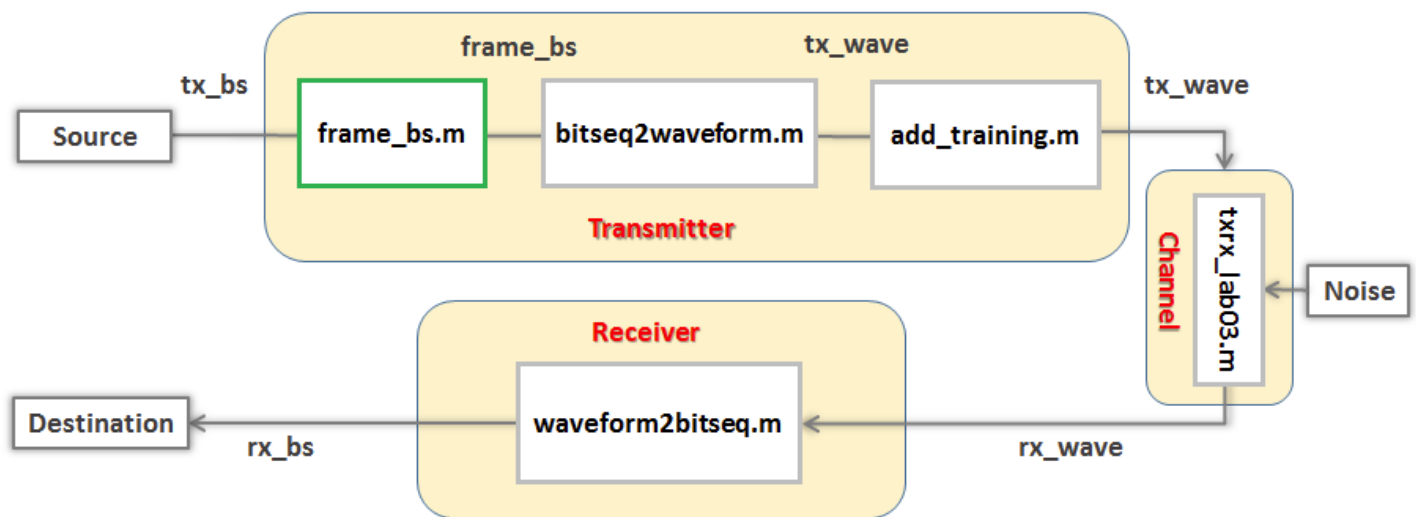 frame_bs
tx_wave
tx_bs
tx_wave
Source
frame_bs.m
bitseq2waveform.m
add_training.m
Transmitter
Channel
txrx_lab03.m
Noise
Receiver
Destination
waveform2bitseq.m
rx_bs
rx_wave